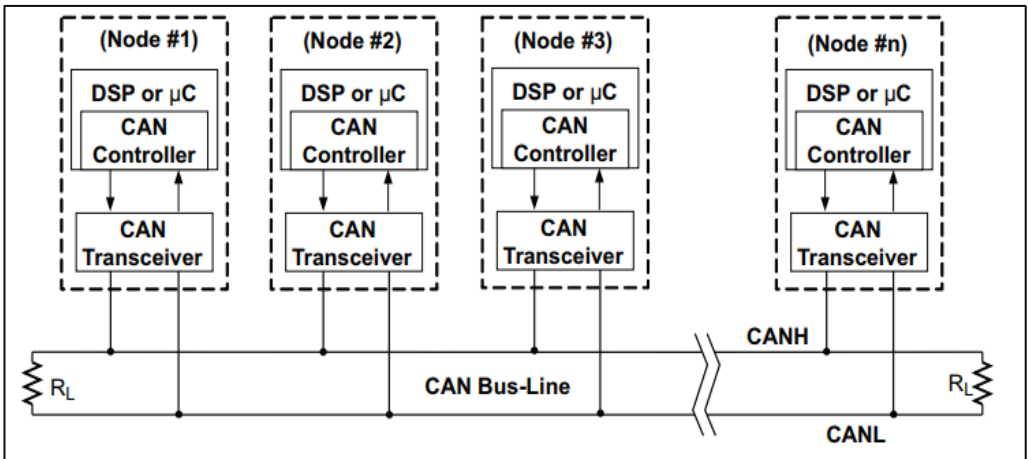 (Node #1)
DSP or µC
CAN
Controller
CAN
Transceiver
(Node #2)
DSP or µC
CAN
Controller
CAN
Transceiver
(Node #3)
DSP or µC
CAN
Controller
CAN
Transceiver
(Node #n)
DSP or µC
CAN
Controller
CAN
Transceiver
CANH
RL
CAN Bus-Line
RL
CANL